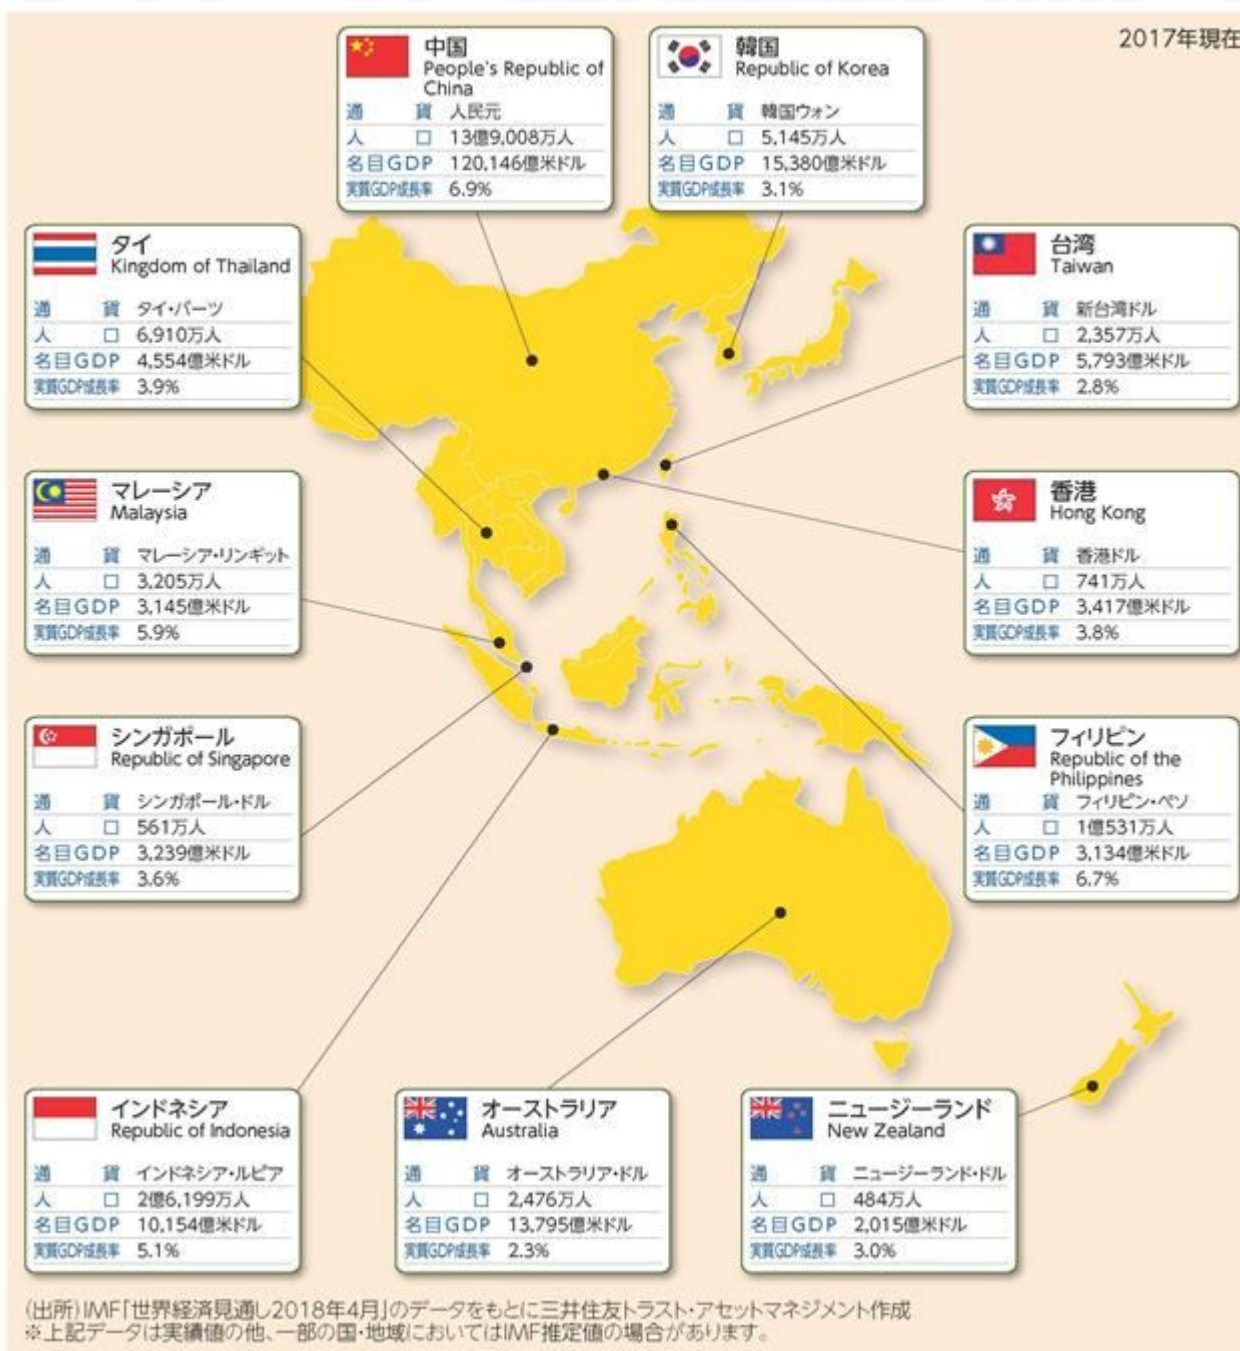 2017年現在
中国
People's Republic of
China
通貨 人民元
人口 13億9,008万人
名目GDP 120,146億米ドル
実質GDP成長率 6.9%
韓国
Republic of Korea
通貨 韓国ウォン
人口 5,145万人
名目GDP 15,380億米ドル
実質GDP成長率 3.1%
タイ
Kingdom of Thailand
通貨 タイ・バーツ
人口 6,910万人
名目GDP 4,554億米ドル
実質GDP成長率 3.9%
台湾
Taiwan
通貨 新台湾ドル
人口 2,357万人
名目GDP 5,793億米ドル
実質GDP成長率 2.8%
マレーシア
Malaysia
通貨 マレーシア・リンギット
人口 3,205万人
名目GDP 3,145億米ドル
実質GDP成長率 5.9%
香港
Hong Kong
通貨 香港ドル
人口 741万人
名目GDP 3,417億米ドル
実質GDP成長率 3.8%
シンガポール
Republic of Singapore
通貨 シンガポール・ドル
人口 561万人
名目GDP 3,239億米ドル
実質GDP成長率 3.6%
フィリピン
Republic of the
Philippines
通貨 フィリピン・ペソ
人口 1億531万人
名目GDP 3,134億米ドル
実質GDP成長率 6.7%
インドネシア
Republic of Indonesia
通貨 インドネシア・ルピア
人口 2億6,199万人
名目GDP 10,154億米ドル
実質GDP成長率 5.1%
オーストラリア
Australia
通貨 オーストラリア・ドル
人口 2,476万人
名目GDP 13,795億米ドル
実質GDP成長率 2.3%
ニュージーランド
New Zealand
通貨 ニュージーランド・ドル
人口 484万人
名目GDP 2,015億米ドル
実質GDP成長率 3.0%
(出所)IMF「世界経済見通し2018年4月」のデータをもとに三井住友トラスト・アセットマネジメント作成
※上記データは実績値の他、一部の国・地域においてはIMF推定値の場合があります。